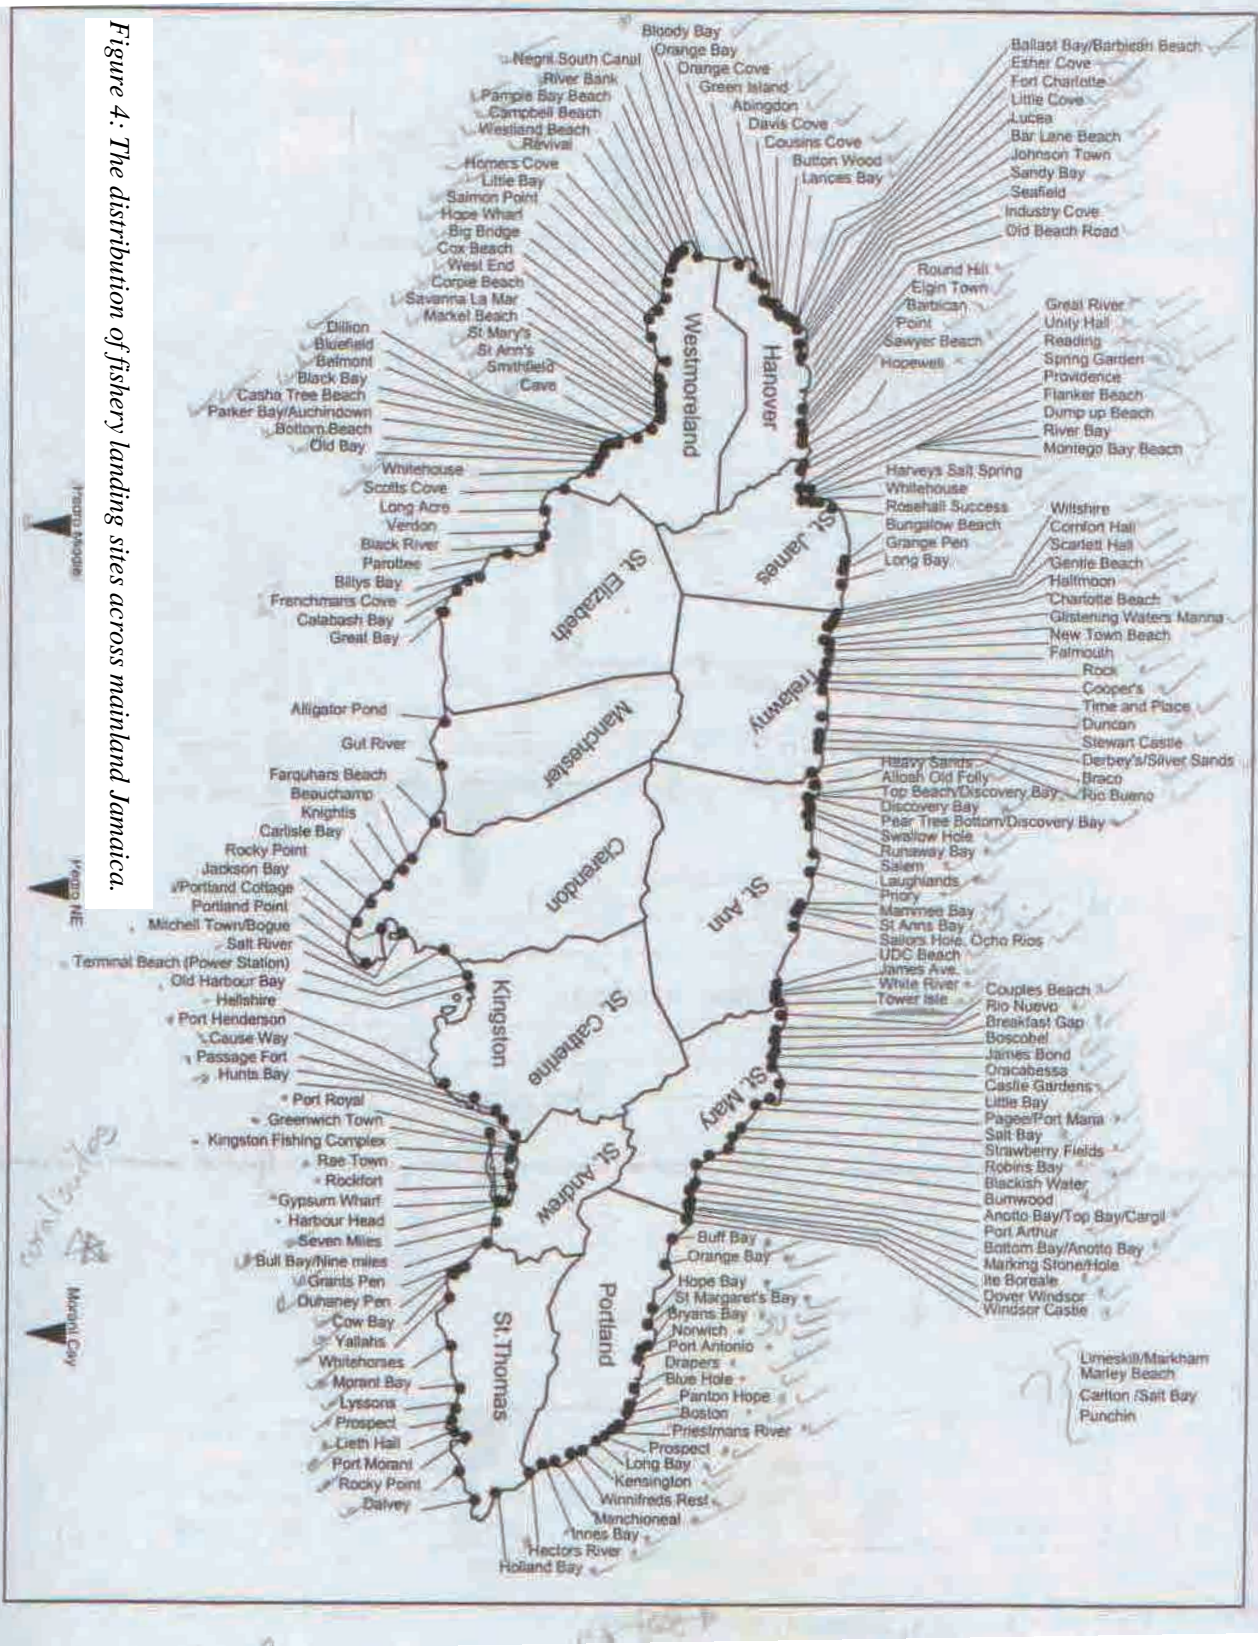 Figure 4: The distribution of fishery landing sites across mainland Jamaica.
Bloody Bay
Orange Bay
Negril South Canal
Orange Cove
River Bank
Green Island
Pample Bay Beach
Abingdon
Campbell Beach
Davis Cove
Westland Beach
Cousins Cove
Revival
Button Wood
Homers Cove
Lances Bay
Little Bay
Salmon Point
Hope Wharf
Big Bridge
Cox Beach
West End
Corpie Beach
Savanna La Mar
Market Beach
St Mary's
St Ann's
Smithfield
Cave
Dillion
Bluefield
Belmont
Black Bay
Casha Tree Beach
Parker Bay/Auchindown
Bottom Beach
Old Bay
Whitehouse
Scotts Cove
Long Acre
Verdon
Black River
Parottee
Billys Bay
Frenchmans Cove
Calabash Bay
Great Bay
Alligator Pond
Gut River
Farquhars Beach
Beauchamp
Knightis
Carlisle Bay
Rocky Point
Jackson Bay
/Portland Cottage
Portland Point
Mitchell Town/Bogue
Salt River
Terminal Beach (Power Station)
Old Harbour Bay
Hellshire
Port Henderson
Cause Way
Passage Fort
Hunts Bay
Port Royal
Greenwich Town
Kingston Fishing Complex
Rae Town
Rockfort
Gypsum Wharf
Harbour Head
Seven Miles
Bull Bay/Nine miles
Grants Pen
Duhaney Pen
Cow Bay
Yallahs
Whitehorses
Morant Bay
Lyssons
Prospect
Lieth Hall
Port Morant
Rocky Point
Dalvey
Ballast Bay/Barbican Beach
Esher Cove
Fort Charlotte
Little Cove
Lucea
Bar Lane Beach
Johnson Town
Sandy Bay
Seafield
Industry Cove
Old Beach Road
Round Hill
Elgin Town
Barbican
Point
Sawyer Beach
Hopewell
Great River
Unity Hall
Reading
Spring Garden
Providence
Flanker Beach
Dump up Beach
River Bay
Montego Bay Beach
Harveys Salt Spring
Whitehouse
Rosehall Success
Bungalow Beach
Grange Pen
Long Bay
Wiltshire
Comfon Hall
Scarlett Hall
Gentle Beach
Halfmoon
Charlotte Beach
Glistening Waters Marina
New Town Beach
Falmouth
Rock
Cooper's
Time and Place
Duncan
Stewart Castle
Derbey's/Silver Sands
Braco
Rio Bueno
Heavy Sands
Alloah Old Folly
Top Beach/Discovery Bay
Discovery Bay
Pear Tree Bottom/Discovery Bay
Swallow Hole
Runaway Bay
Salem
Laughlands
Priory
Mammee Bay
St Anns Bay
Sailors Hole, Ocho Rios
UDC Beach
James Ave.
White River
Tower Isle
Couples Beach
Rio Nuevo
Breakfast Gap
Boscobel
James Bond
Oracabessa
Castle Gardens
Little Bay
Pagee/Port Maria
Salt Bay
Strawberry Fields
Robins Bay
Blackish Water
Burnwood
Anotto Bay/Top Bay/Cargil
Port Arthur
Bottom Bay/Anotto Bay
Marking Stone/Hole
Ite Boreale
Dover Windsor
Windsor Castle
Buff Bay
Orange Bay
Hope Bay
St Margaret's Bay
Bryans Bay
Norwich
Port Antonio
Drapers
Blue Hole
Panton Hope
Boston
Priestmans River
Prospect
Long Bay
Kensington
Winnifreds Rest
Manchioneal
Innes Bay
Hectors River
Holland Bay
Limeskill/Markham
Marley Beach
Carlton /Salt Bay
Punchin
Westmoreland
Hanover
St. James
St. Elizabeth
Trelawny
Manchester
Clarendon
St. Ann
Kingston
St. Catherine
St. Mary
St. Andrew
Portland
St.Thomas
Pedro Middle
Pedro NE
Morant Cay